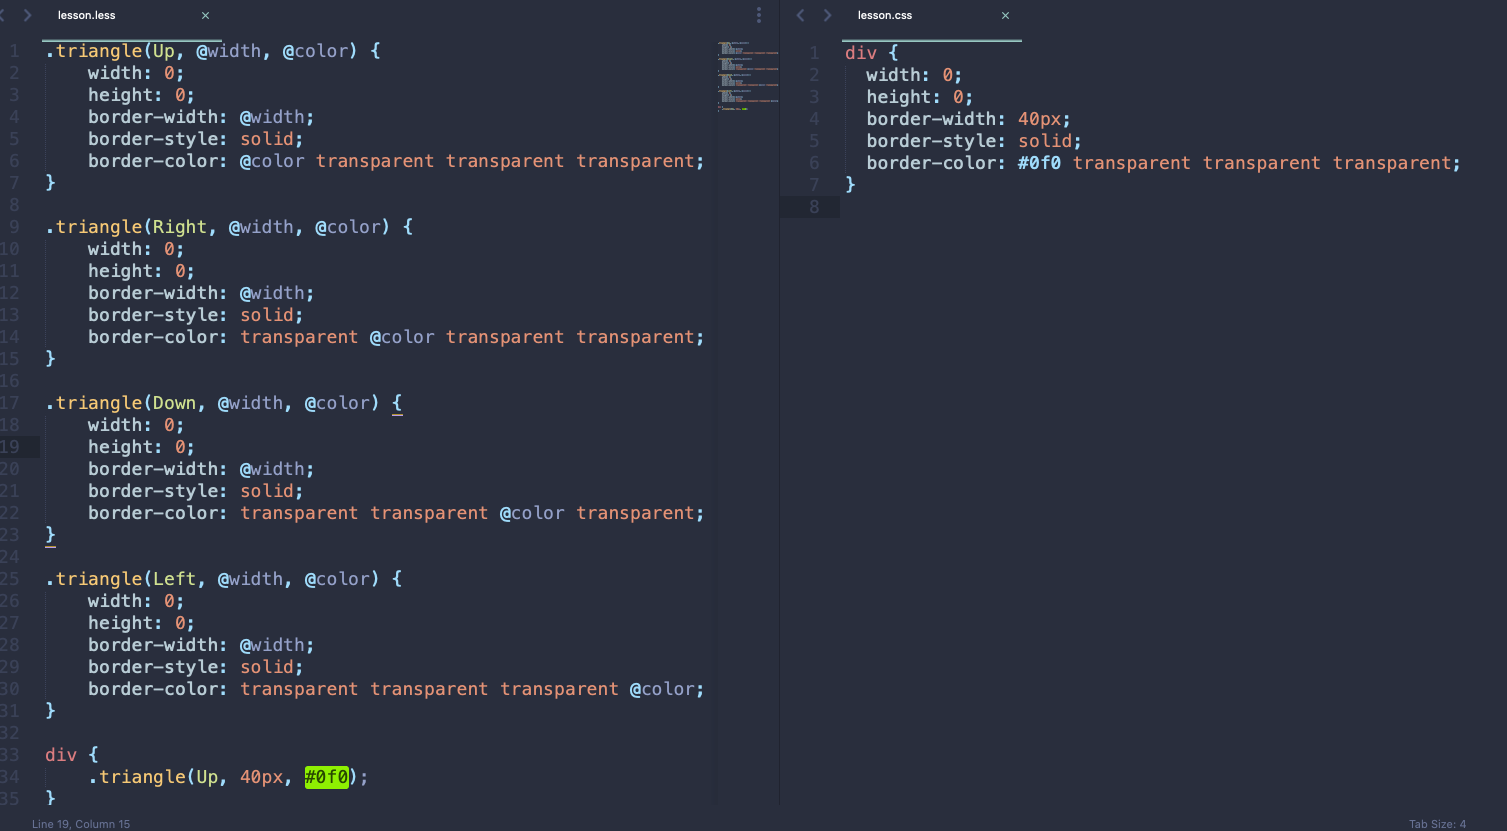 lesson.less ×
1 .triangle(Up, @width, @color) {
2     width: 0;
3     height: 0;
4     border-width: @width;
5     border-style: solid;
6     border-color: @color transparent transparent transparent;
7 }
8
9 .triangle(Right, @width, @color) {
10     width: 0;
11     height: 0;
12     border-width: @width;
13     border-style: solid;
14     border-color: transparent @color transparent transparent;
15 }
16
17 .triangle(Down, @width, @color) {
18     width: 0;
19     height: 0;
20     border-width: @width;
21     border-style: solid;
22     border-color: transparent transparent @color transparent;
23 }
24
25 .triangle(Left, @width, @color) {
26     width: 0;
27     height: 0;
28     border-width: @width;
29     border-style: solid;
30     border-color: transparent transparent transparent @color;
31 }
32
33 div {
34     .triangle(Up, 40px, #0f0);
35 }
lesson.css ×
1 div {
2   width: 0;
3   height: 0;
4   border-width: 40px;
5   border-style: solid;
6   border-color: #0f0 transparent transparent transparent;
7 }
8
Line 19, Column 15
Tab Size: 4